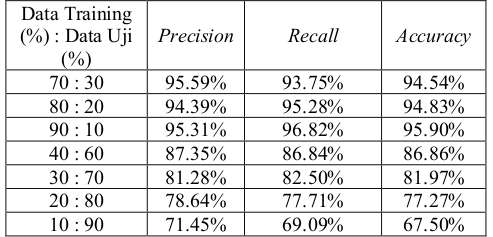 Data Training
(%) : Data Uji
(%)
Precision Recall Accuracy
70 : 30 95.59% 93.75% 94.54%
80 : 20 94.39% 95.28% 94.83%
90 : 10 95.31% 96.82% 95.90%
40 : 60 87.35% 86.84% 86.86%
30 : 70 81.28% 82.50% 81.97%
20 : 80 78.64% 77.71% 77.27%
10 : 90 71.45% 69.09% 67.50%